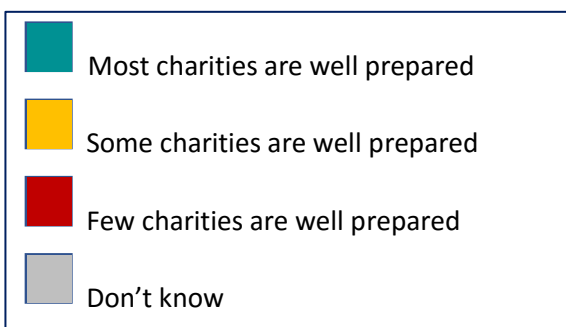 Most charities are well prepared
Some charities are well prepared
Few charities are well prepared
Don’t know